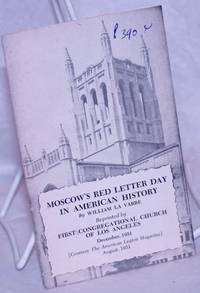 P390~
MOSCOW'S RED LETTER DAY
IN AMERICAN HISTORY
By WILLIAM LA VARRE
Reprinted by
FIRST CONGREGATIONAL CHURCH
OF LOS ANGELES
December, 1951
[Courtesy The American Legion Magazine]
August, 1951